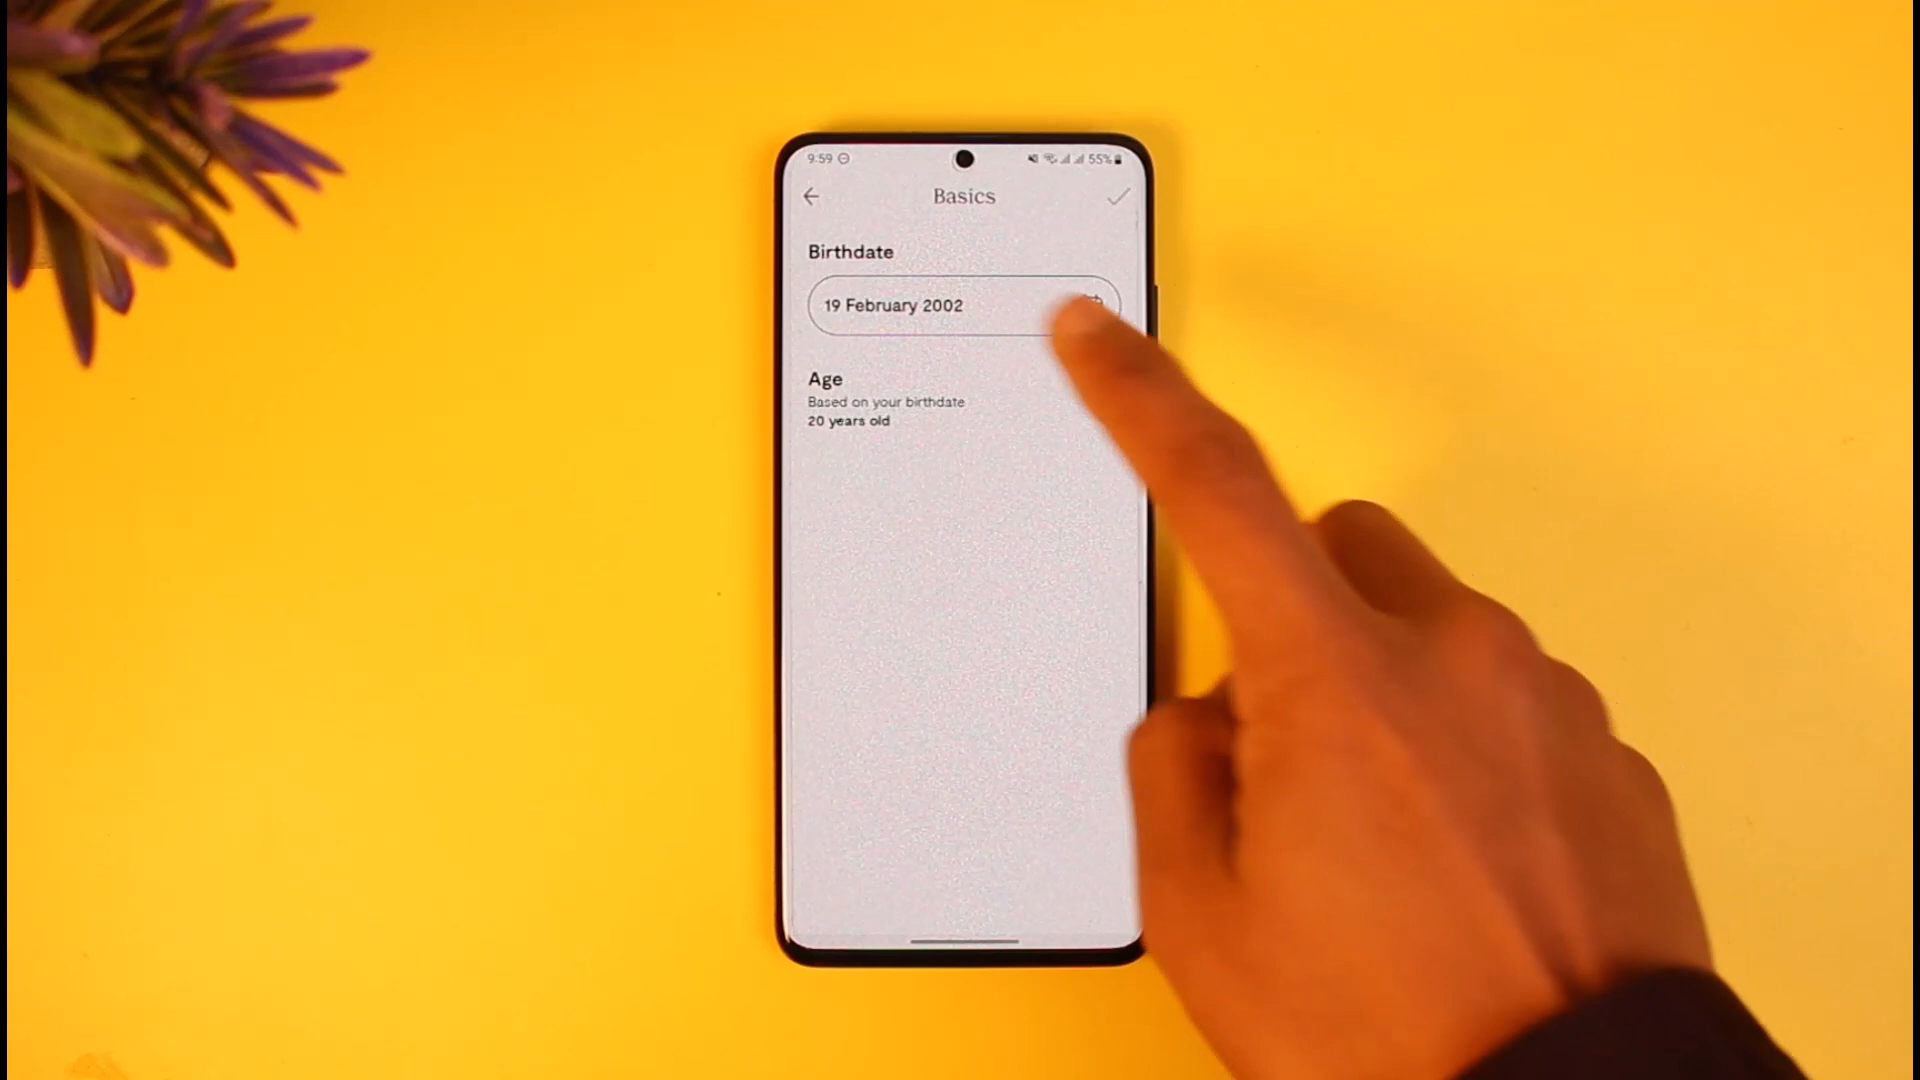 9:59 55%
Basics
Birthdate
19 February 2002
Age
Based on your birthdate
20 years old